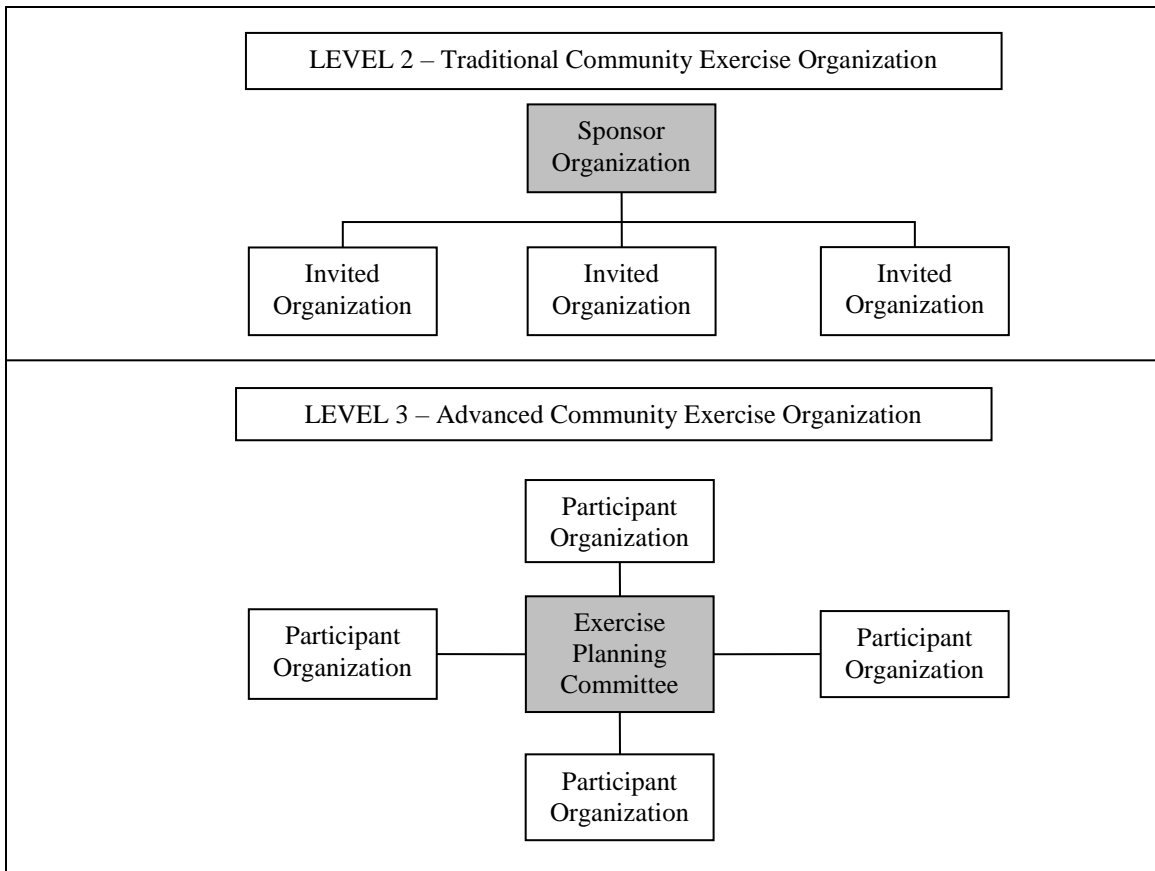 LEVEL 2 – Traditional Community Exercise Organization
Sponsor
Organization
Invited
Organization
Invited
Organization
Invited
Organization
LEVEL 3 – Advanced Community Exercise Organization
Participant
Organization
Participant
Organization
Exercise
Planning
Committee
Participant
Organization
Participant
Organization